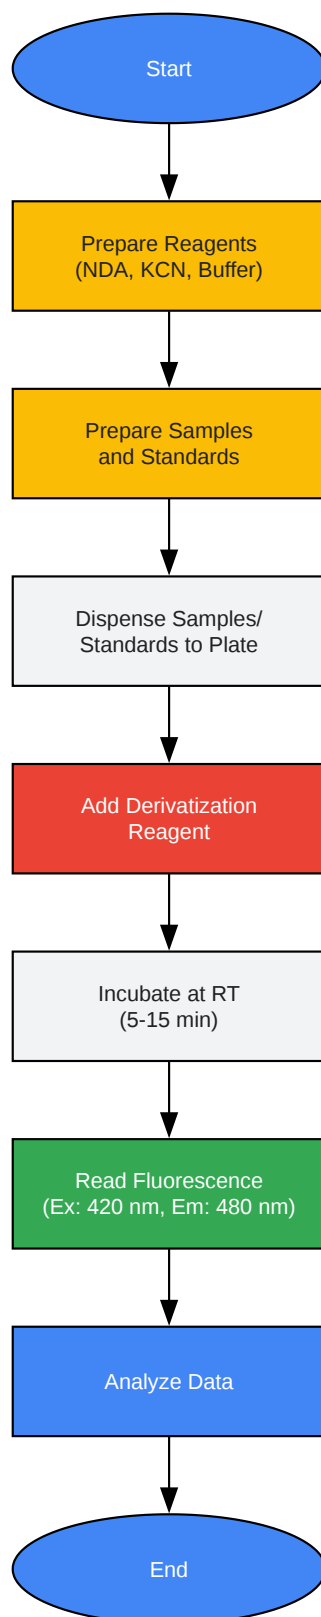 Start
Prepare Reagents
(NDA, KCN, Buffer)
Prepare Samples
and Standards
Dispense Samples/
Standards to Plate
Add Derivatization
Reagent
Incubate at RT
(5-15 min)
Read Fluorescence
(Ex: 420 nm, Em: 480 nm)
Analyze Data
End